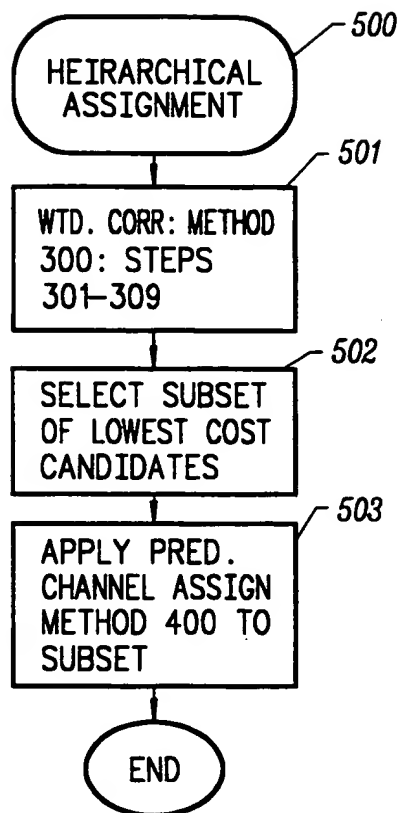 500
HEIRARCHICAL
ASSIGNMENT
501
WTD. CORR: METHOD
300: STEPS
301–309
502
SELECT SUBSET
OF LOWEST COST
CANDIDATES
503
APPLY PRED.
CHANNEL ASSIGN
METHOD 400 TO
SUBSET
END